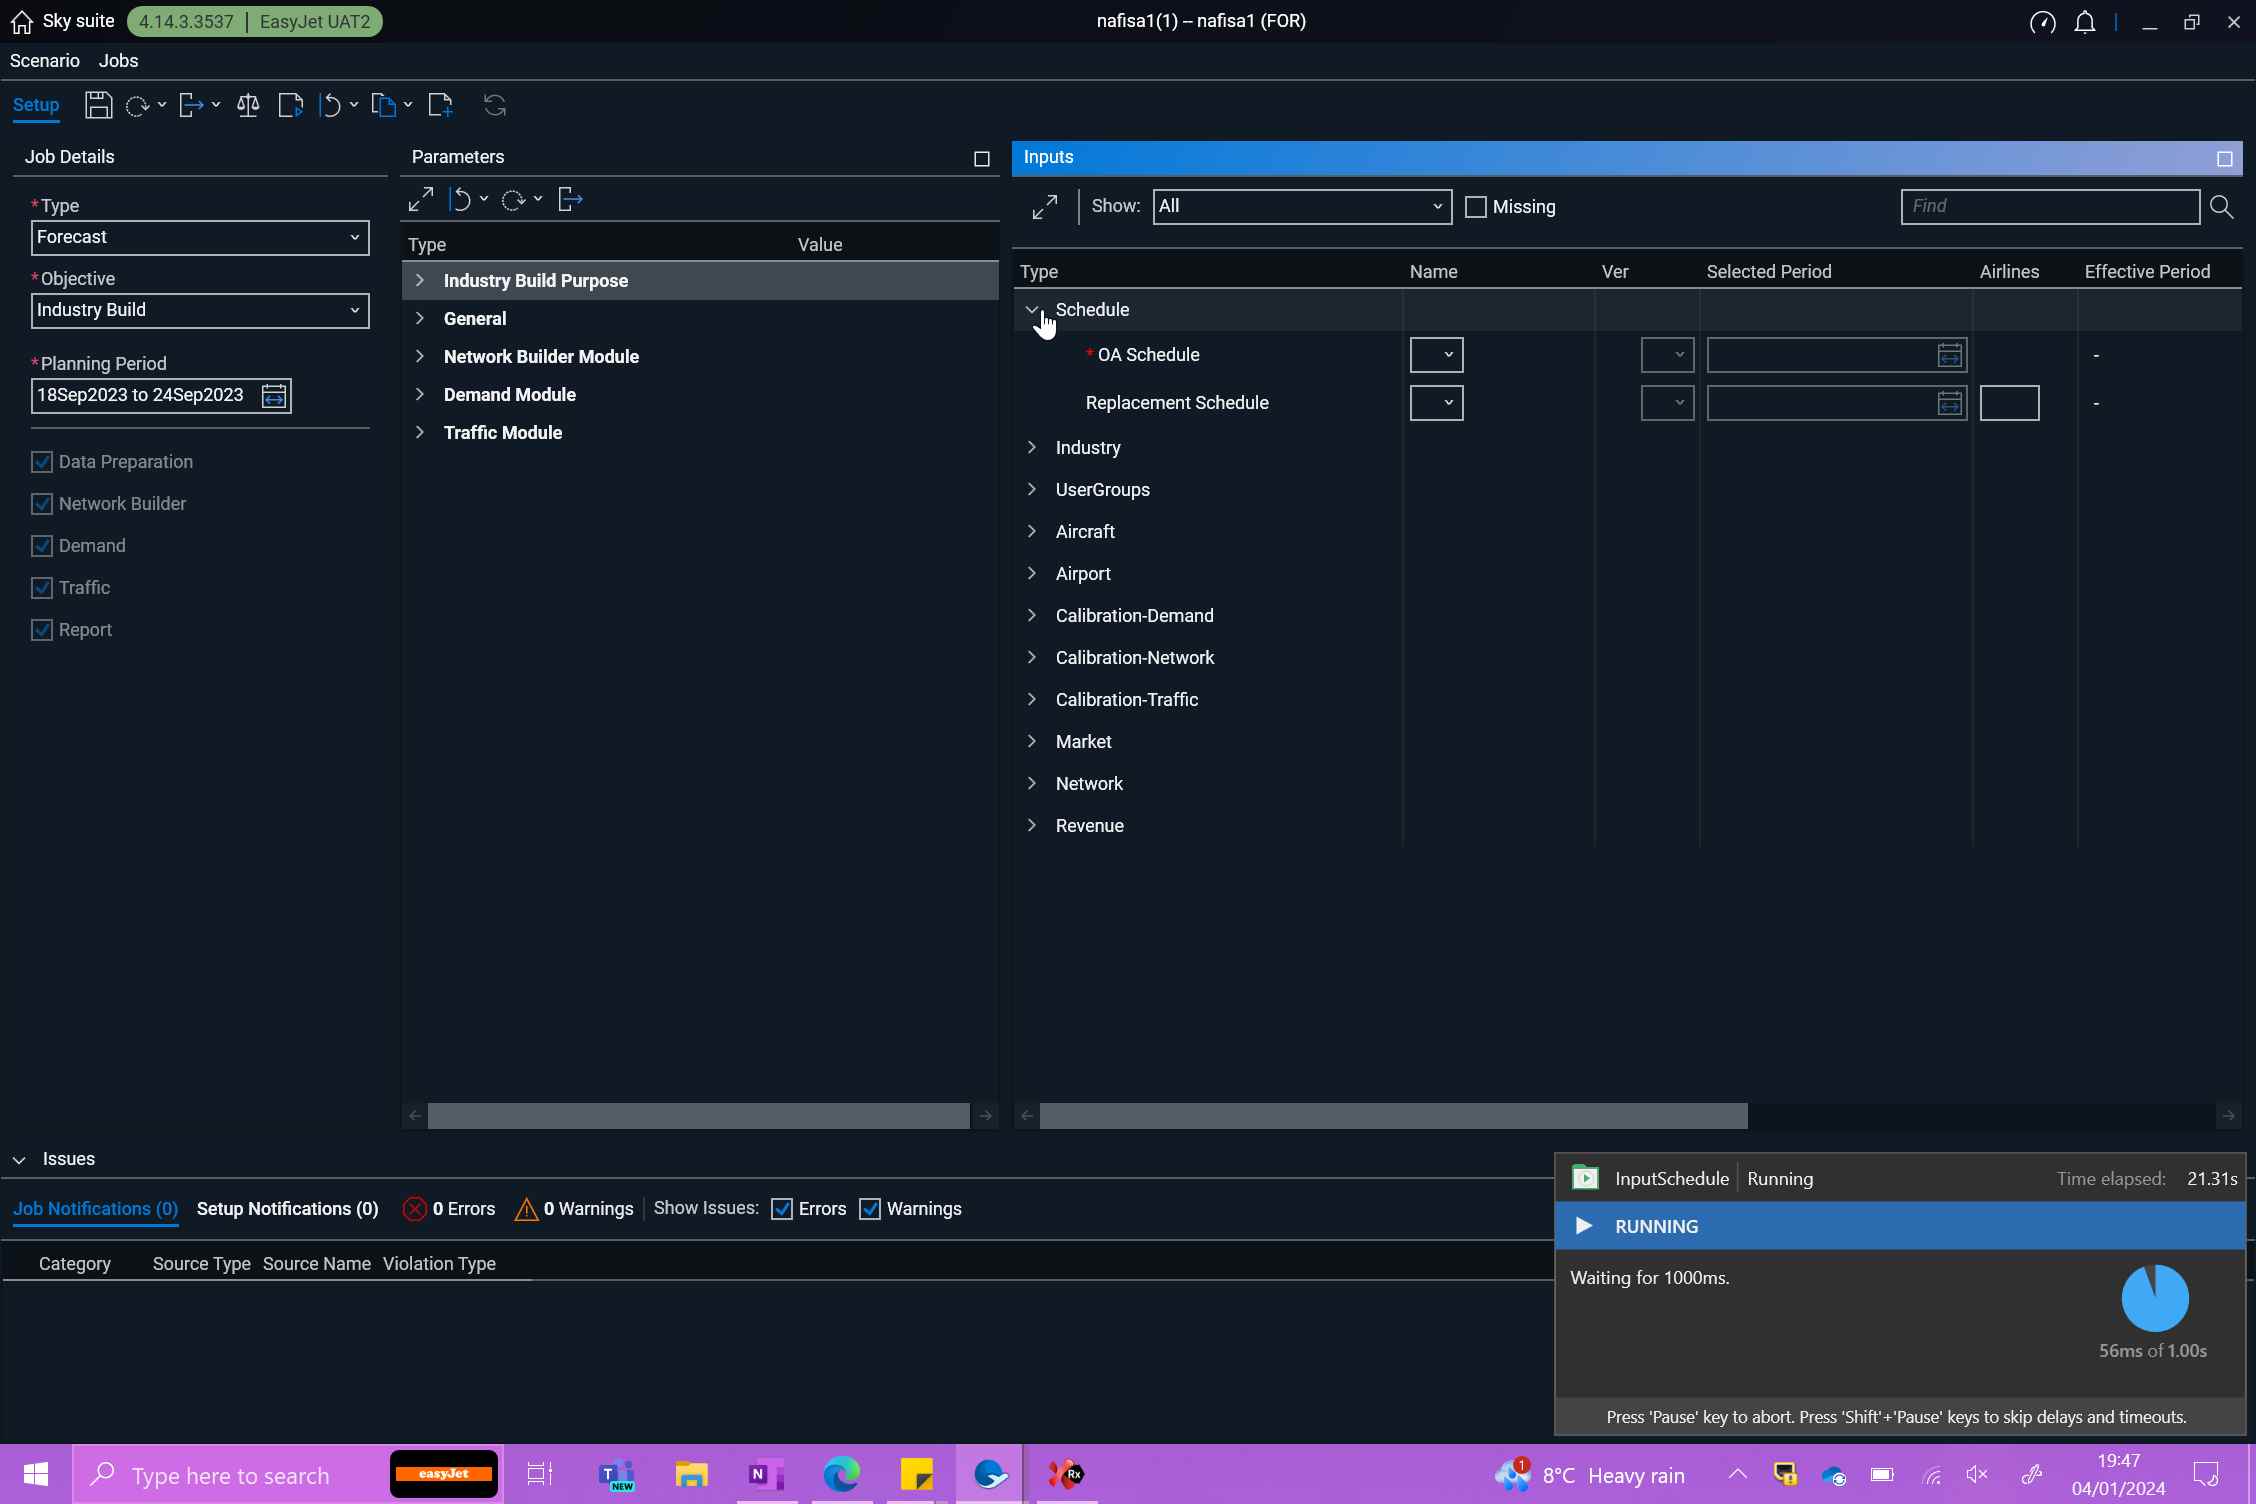 Sky suite
4.14.3.3537 | EasyJet UAT2
nafisa1(1) – nafisa1 (FOR)
Scenario Jobs
Setup
Job Details
*Type
Forecast
*Objective
Industry Build
*Planning Period
18Sep2023 to 24Sep2023
Data Preparation
Network Builder
Demand
Traffic
Report
Parameters
Type Value
Industry Build Purpose
General
Network Builder Module
Demand Module
Traffic Module
Inputs
Show: All Missing Find
Type Name Ver Selected Period Airlines Effective Period
Schedule
* OA Schedule -
Replacement Schedule -
Industry
UserGroups
Aircraft
Airport
Calibration-Demand
Calibration-Network
Calibration-Traffic
Market
Network
Revenue
Issues
Job Notifications (0) Setup Notifications (0) 0 Errors 0 Warnings Show Issues: Errors Warnings
Category Source Type Source Name Violation Type
InputSchedule | Running Time elapsed: 21.31s
RUNNING
Waiting for 1000ms.
56ms of 1.00s
Press 'Pause' key to abort. Press 'Shift'+'Pause' keys to skip delays and timeouts.
Type here to search
easyJet
T
NEW
N
Rx
1
8°C Heavy rain
19:47
04/01/2024